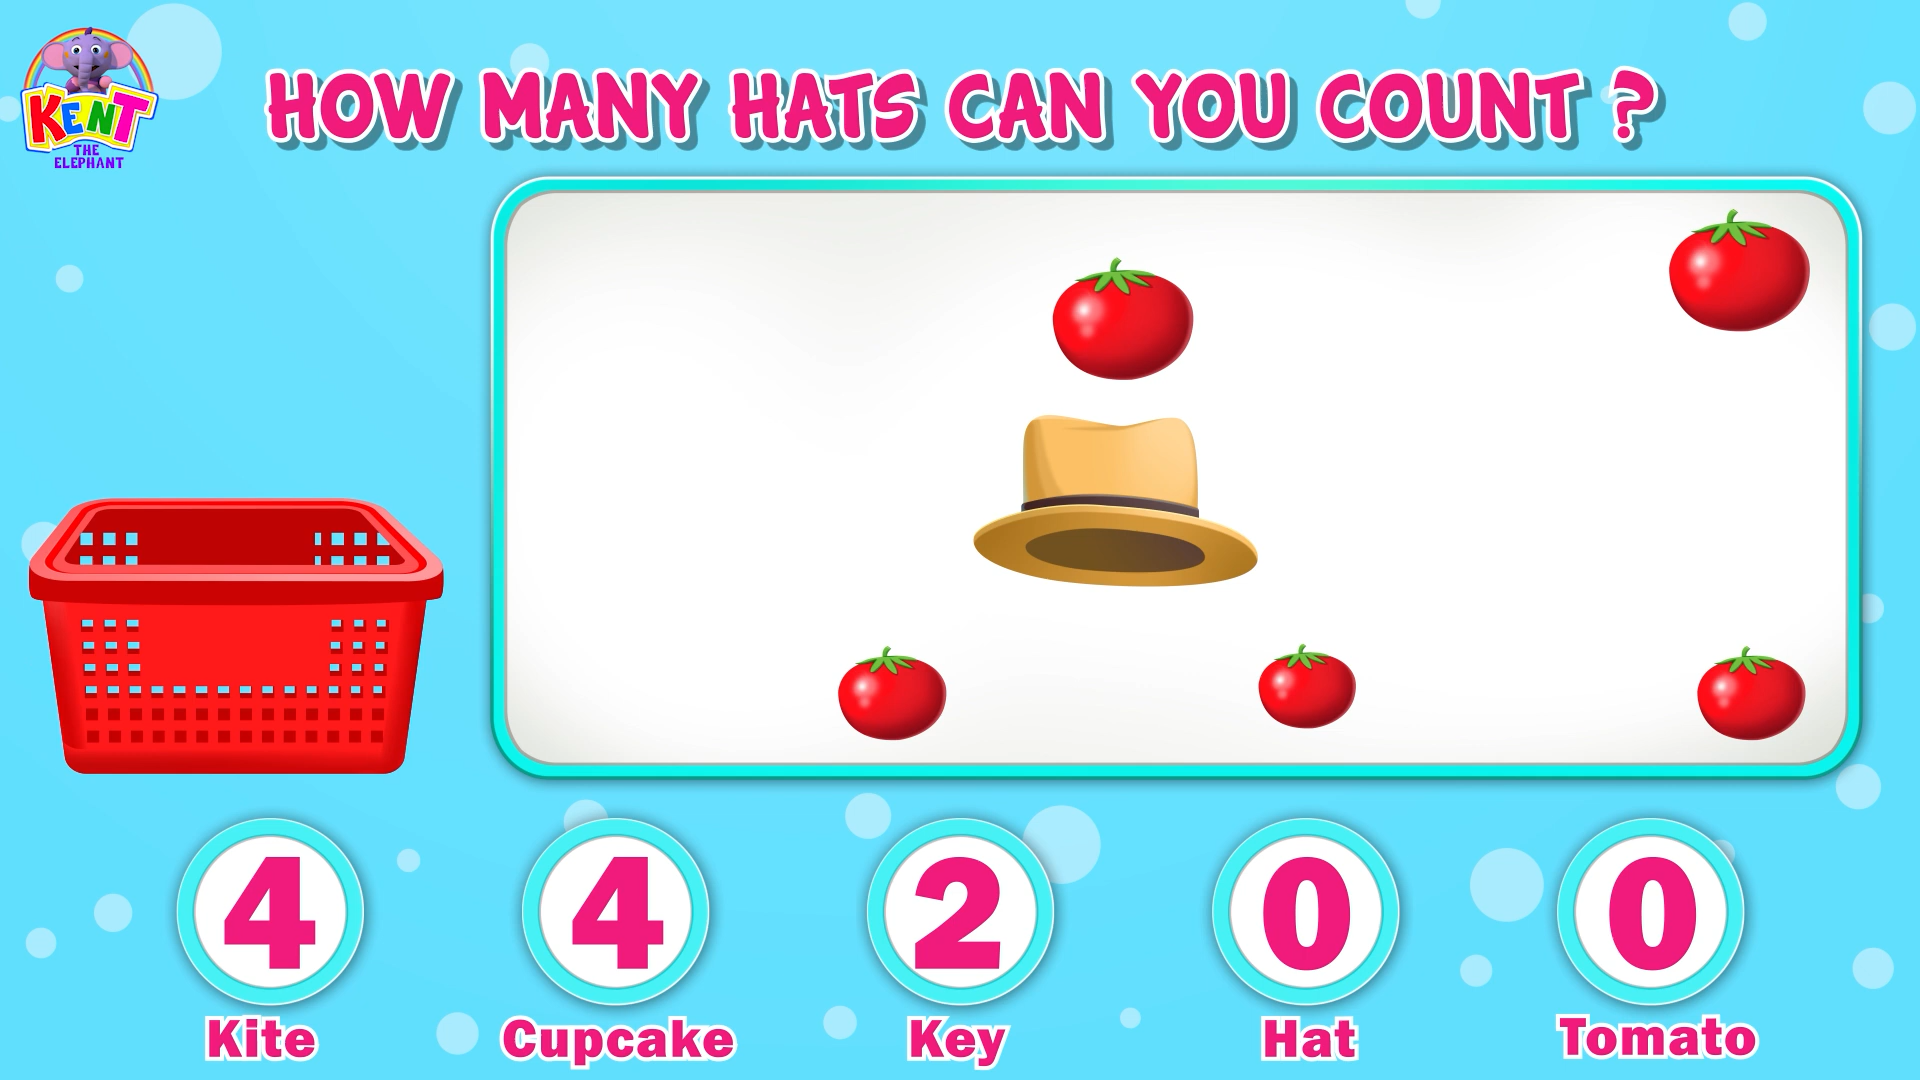 KENT
THE
ELEPHANT
HOW MANY HATS CAN YOU COUNT ?
4 4 2 0 0
Kite Cupcake Key Hat Tomato